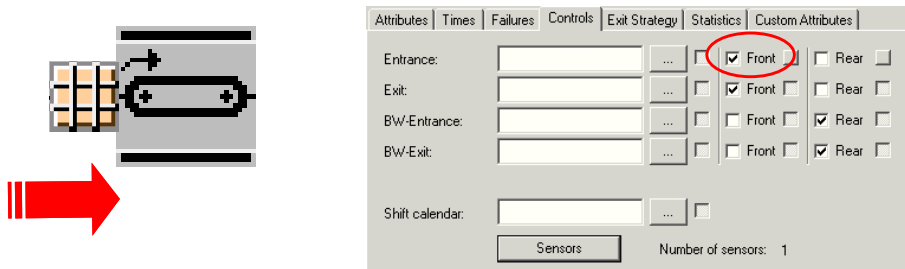 Attributes Times Failures Controls Exit Strategy Statistics Custom Attributes
Entrance: ... Front Rear
Exit: ... Front Rear
BW-Entrance: ... Front Rear
BW-Exit: ... Front Rear
Shift calendar: ...
Sensors Number of sensors: 1